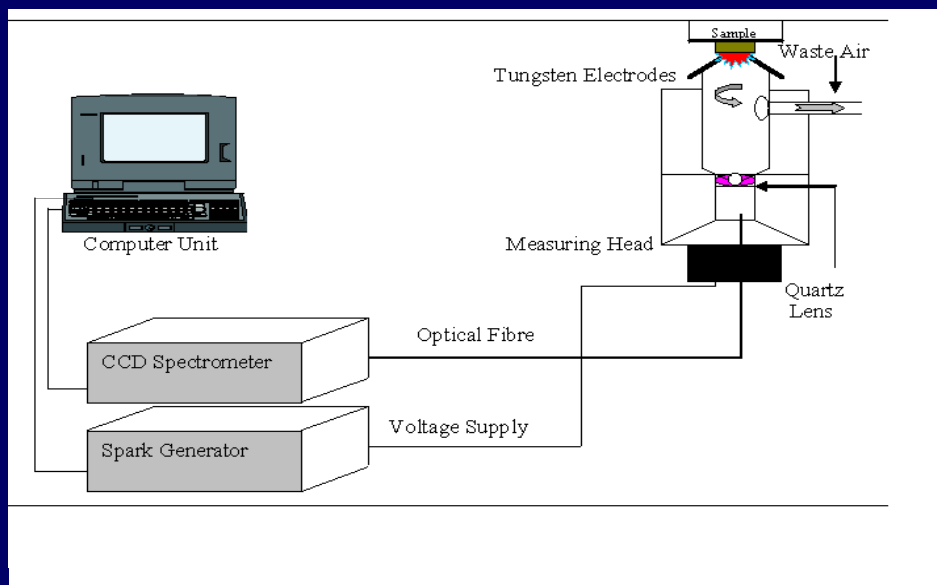 Sample
Waste Air
Tungsten Electrodes
Computer Unit
Measuring Head
Quartz
Lens
Optical Fibre
CCD Spectrometer
Voltage Supply
Spark Generator